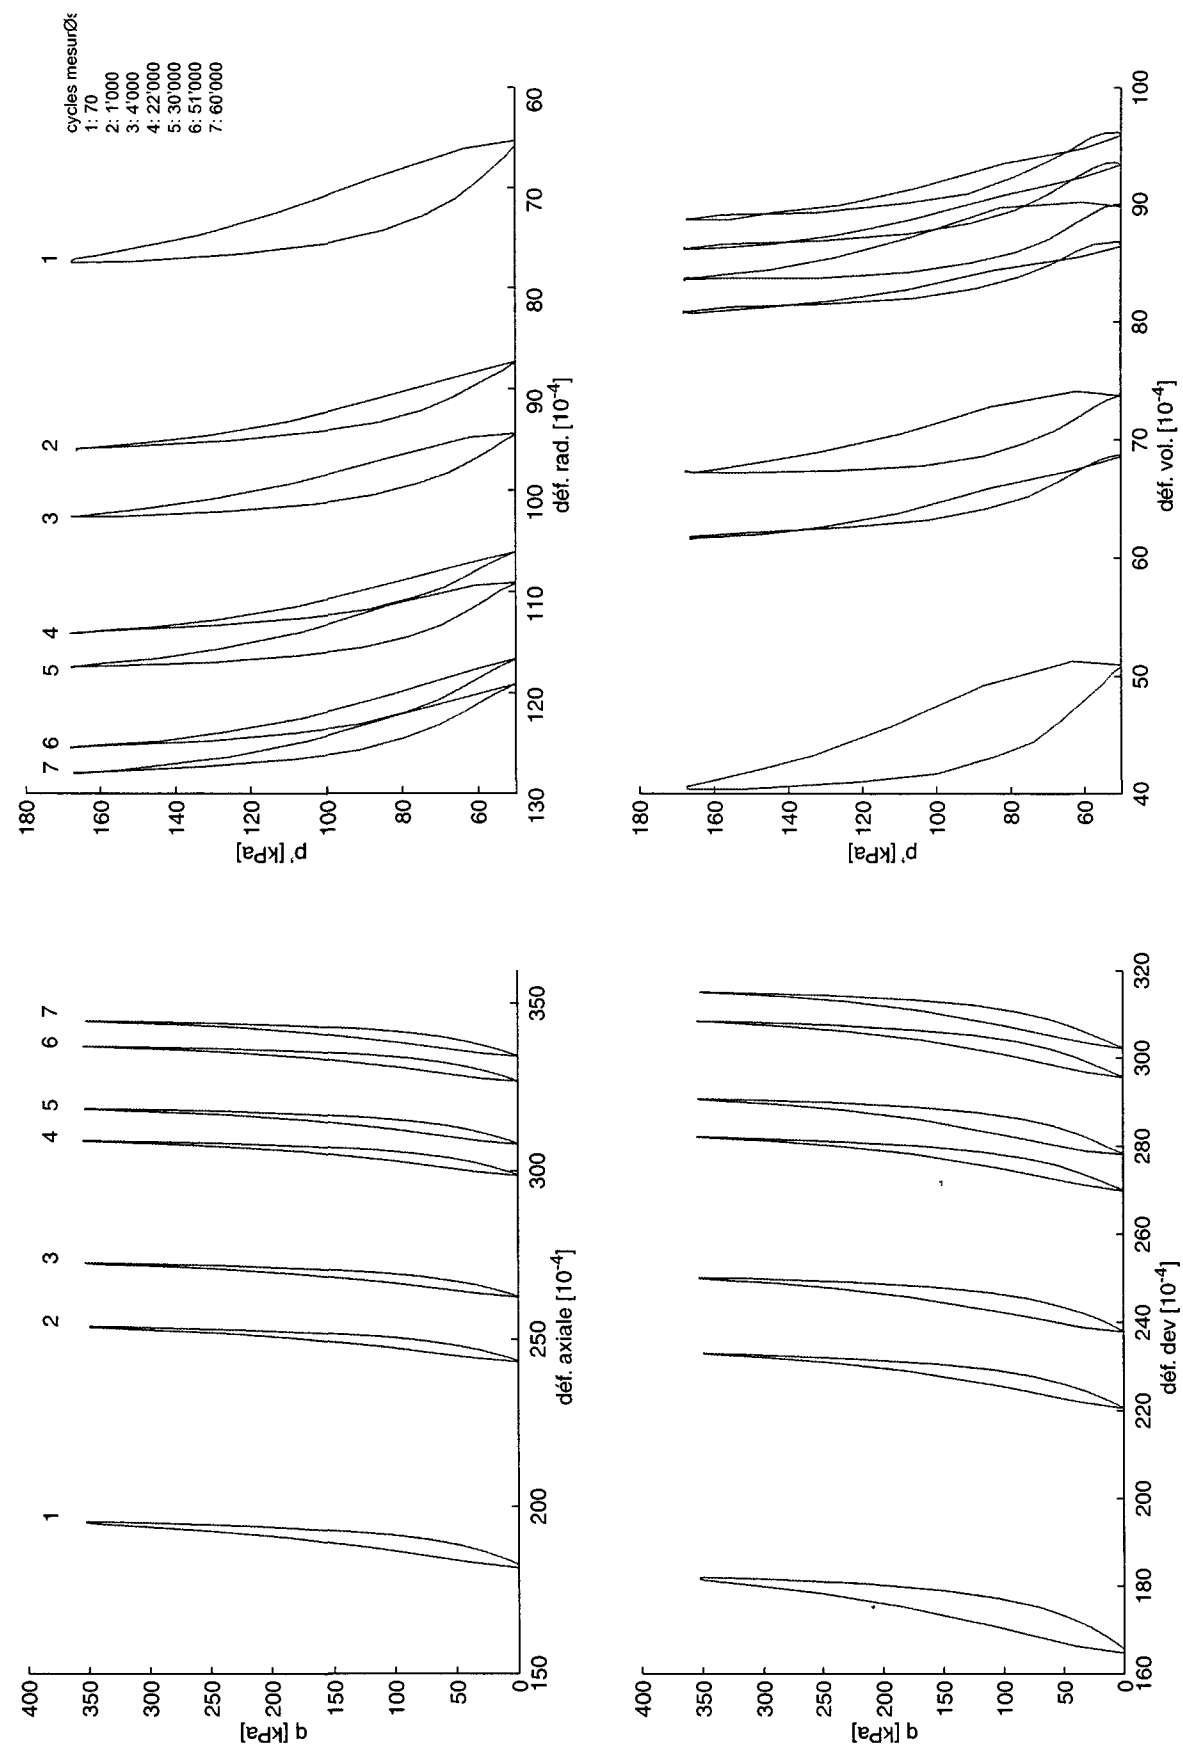 cycles mesurØs
1: 70
2: 1'000
3: 4'000
4: 22'000
5: 30'000
6: 51'000
7: 60'000
1 2 3 4 5 6 7
400
350
300
250
200
150
100
50
0
q [kPa]
150 200 250 300 350
déf. axiale [10-4]
7 6 5 4 3 2 1
180
160
140
120
100
80
60
p' [kPa]
130 120 110 100 90 80 70 60
déf. rad. [10-4]
400
350
300
250
200
150
100
50
0
q [kPa]
160 180 200 220 240 260 280 300 320
déf. dev [10-4]
180
160
140
120
100
80
60
p' [kPa]
40 50 60 70 80 90 100
déf. vol. [10-4]